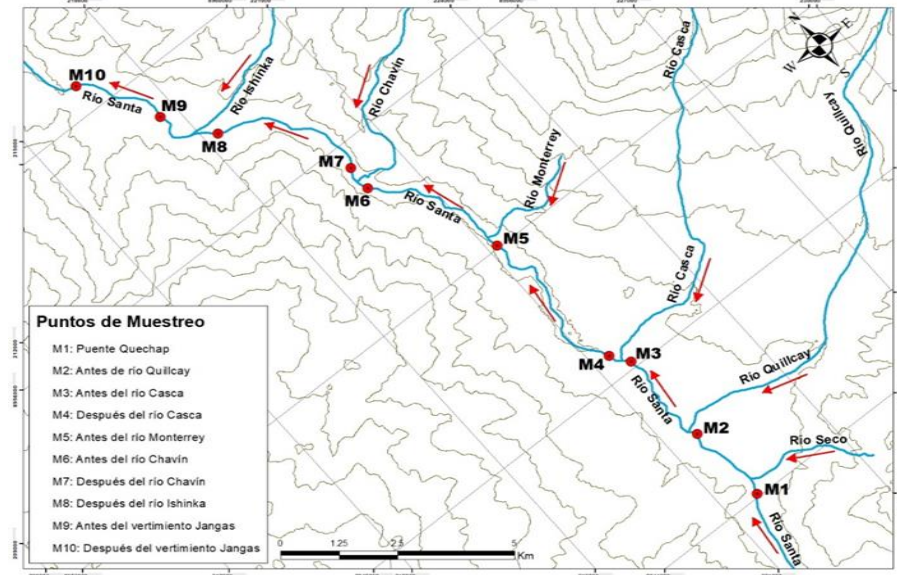 N
E
W
S
M10
Río Santa
M9
Río Ishinka
M8
Río Chavín
M7
M6
Río Santa
Río Monterrey
M5
Río Casca
Río Casca
Río Quillcay
M4
M3
Río Santa
Río Quillcay
M2
Río Seco
M1
Río Santa
Puntos de Muestreo
M1: Puente Quechap
M2: Antes de río Quillcay
M3: Antes del río Casca
M4: Después del río Casca
M5: Antes del río Monterrey
M6: Antes del río Chavín
M7: Después del río Chavín
M8: Después del río Ishinka
M9: Antes del vertimiento Jangas
M10: Después del vertimiento Jangas
0 5
Km